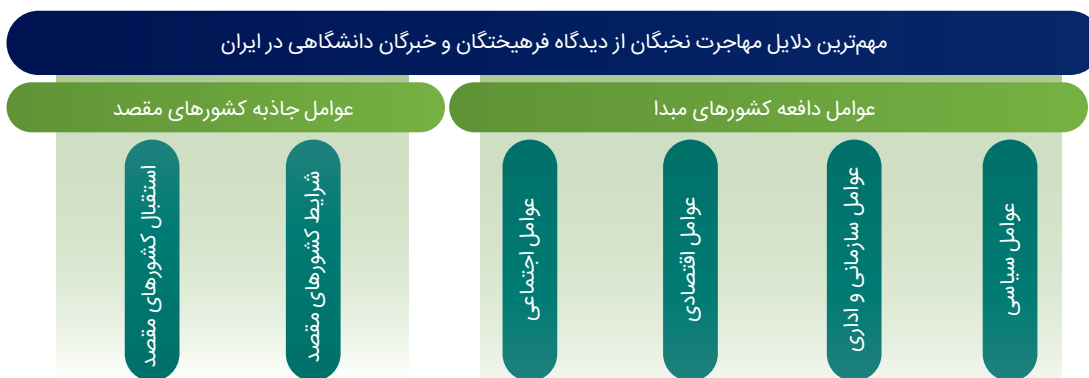 مهم‌ترین دلایل مهاجرت نخبگان از دیدگاه فرهیختگان و خبرگان دانشگاهی در ایران
عوامل دافعه کشورهای مبدا
عوامل جاذبه کشورهای مقصد
عوامل سیاسی
عوامل سازمانی و اداری
عوامل اقتصادی
عوامل اجتماعی
شرایط کشورهای مقصد
استقبال کشورهای مقصد